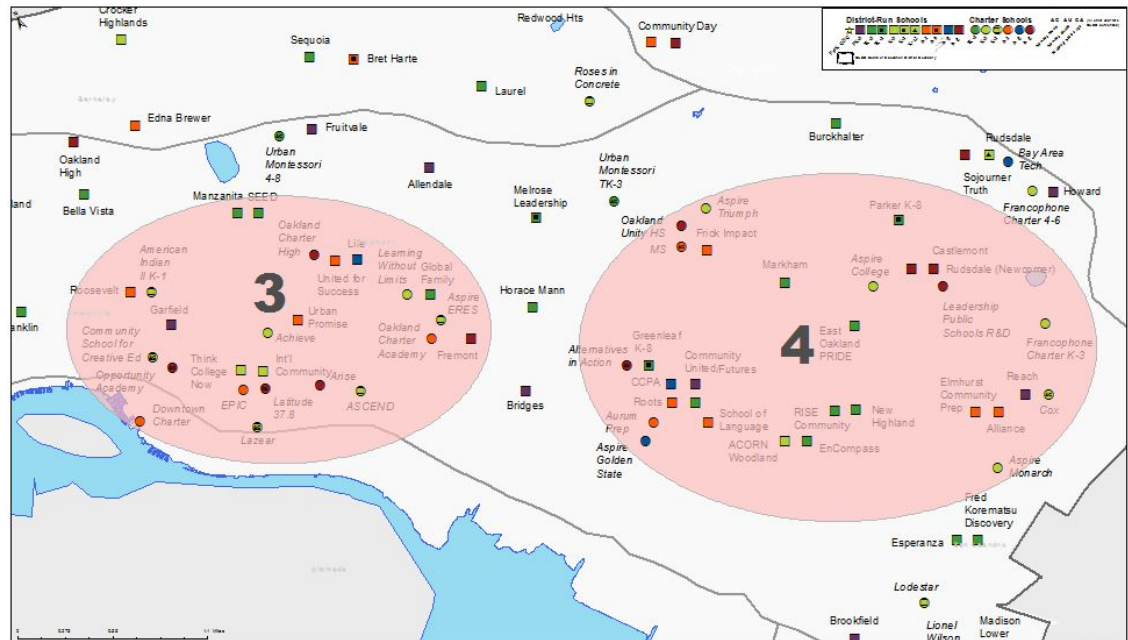 Crocker
Highlands
Redwood Hts
Community Day
District-Run Schools
Charter Schools
Sequoia
Bret Harte
Roses in
Concrete
Laurel
Edna Brewer
Fruitvale
Burckhalter
Oakland
High
Urban
Montessori
4-8
Allendale
Urban
Montessori
TK-3
Rudsdale
Bay Area
Tech
Sojourner
Truth
Howard
Francophone
Charter 4-6
land
Bella Vista
Manzanita SEED
Melrose
Leadership
Oakland
Unity HS
MS
Aspire
Triumph
Frick Impact
Parker K-8
American
Indian
II K-1
Oakland
Charter
High
Life
United for
Success
Learning
Without
Limits
Global
Family
Aspire
ERES
Markham
Aspire
College
Castlemont
Rudsdale (Newcomer)
Leadership
Public
Schools R&D
Roosevelt
3
Garfield
Urban
Promise
Achieve
Oakland
Charter
Academy
Fremont
Horace Mann
anklin
Community
School for
Creative Ed
Opportunity
Academy
Think
College
Now
Int'l
Community
Arise
EPIC
Latitude
37.8
ASCEND
Downtown
Charter
Lazear
Bridges
Alternatives
in Action
Greenleaf
K-8
Community
United/Futures
CCPA
Roots
East
Oakland
PRIDE
4
Francophone
Charter K-3
Elmhurst
Community
Prep
Reach
Cox
Alliance
Aurum
Prep
School of
Language
RISE
Community
New
Highland
Aspire
Golden
State
ACORN
Woodland
EnCompass
Aspire
Monarch
Fred
Korematsu
Discovery
Esperanza
Alameda
Lodestar
Brookfield
Lionel
Wilson
Madison
Lower